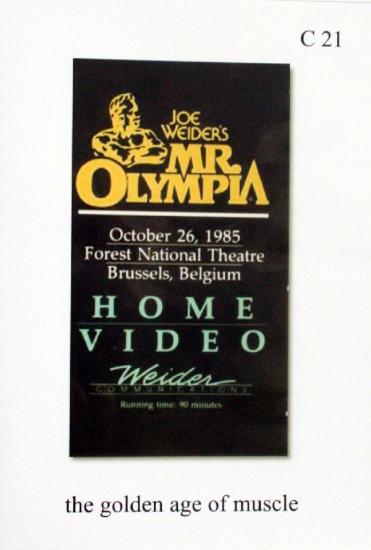 C 21
JOE
WEIDER'S
MR.
OLYMPIA
October 26, 1985
Forest National Theatre
Brussels, Belgium
HOME
VIDEO
Weider
COMMUNICATIONS
Running time: 90 minutes
the golden age of muscle